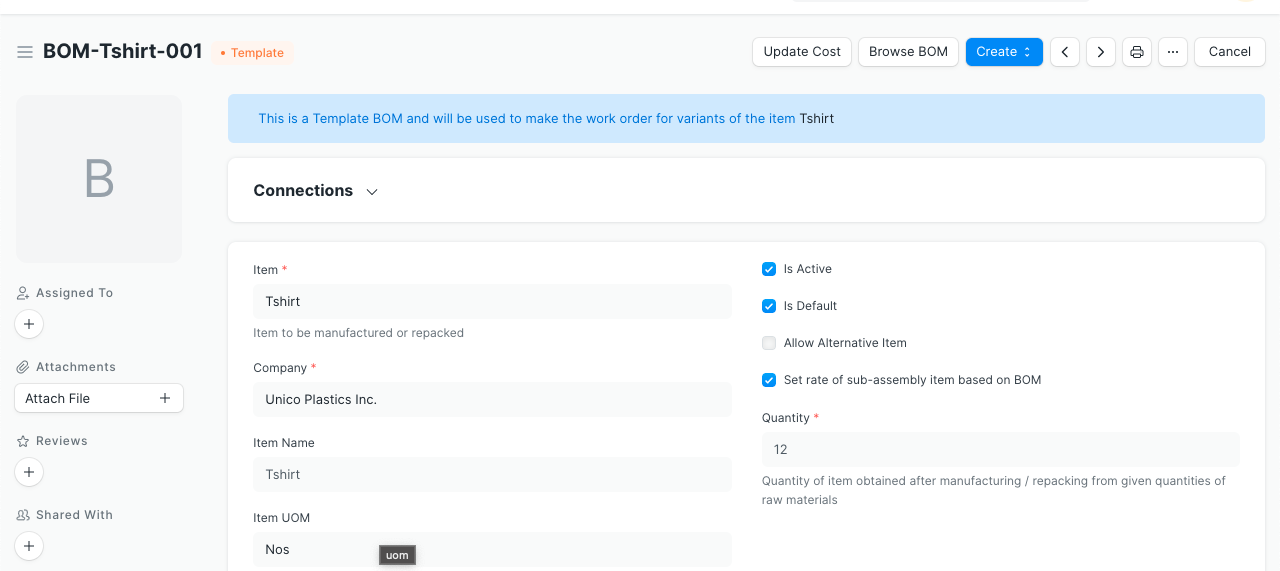 BOM-Tshirt-001
Template
Update Cost
Browse BOM
Create
Cancel
B
This is a Template BOM and will be used to make the work order for variants of the item Tshirt
Connections
Item *
Tshirt
Item to be manufactured or repacked
Company *
Unico Plastics Inc.
Item Name
Tshirt
Item UOM
Nos
uom
Is Active
Is Default
Allow Alternative Item
Set rate of sub-assembly item based on BOM
Quantity *
12
Quantity of item obtained after manufacturing / repacking from given quantities of
raw materials
Assigned To
Attachments
Attach File
Reviews
Shared With